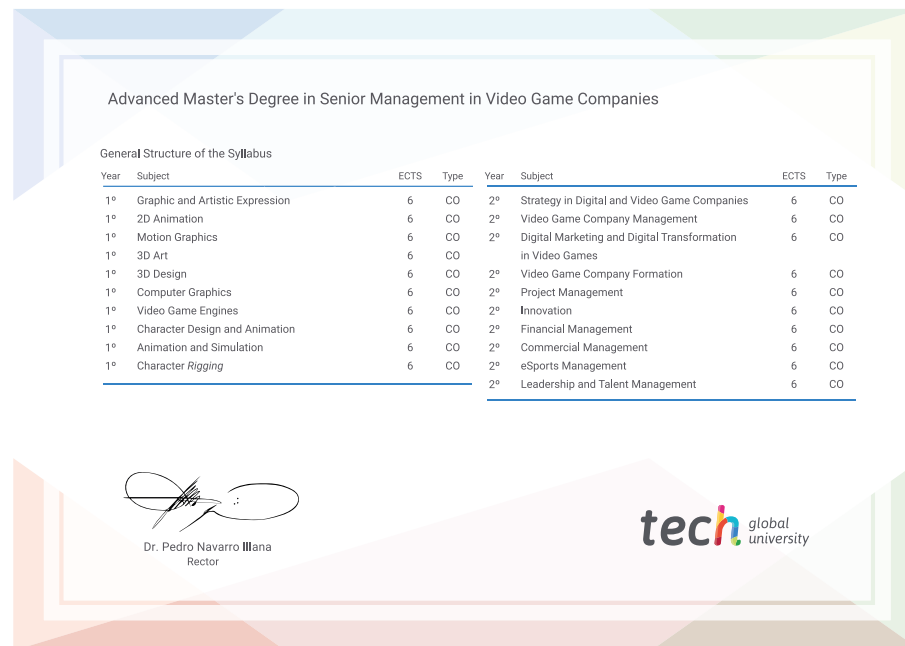 Advanced Master's Degree in Senior Management in Video Game Companies
General Structure of the Syllabus
Year Subject ECTS Type
1º Graphic and Artistic Expression 6 CO
1º 2D Animation 6 CO
1º Motion Graphics 6 CO
1º 3D Art 6 CO
1º 3D Design 6 CO
1º Computer Graphics 6 CO
1º Video Game Engines 6 CO
1º Character Design and Animation 6 CO
1º Animation and Simulation 6 CO
1º Character Rigging 6 CO
Year Subject ECTS Type
2º Strategy in Digital and Video Game Companies 6 CO
2º Video Game Company Management 6 CO
2º Digital Marketing and Digital Transformation 6 CO
in Video Games
2º Video Game Company Formation 6 CO
2º Project Management 6 CO
2º Innovation 6 CO
2º Financial Management 6 CO
2º Commercial Management 6 CO
2º eSports Management 6 CO
2º Leadership and Talent Management 6 CO
Dr. Pedro Navarro Illana
Rector
tech global
university